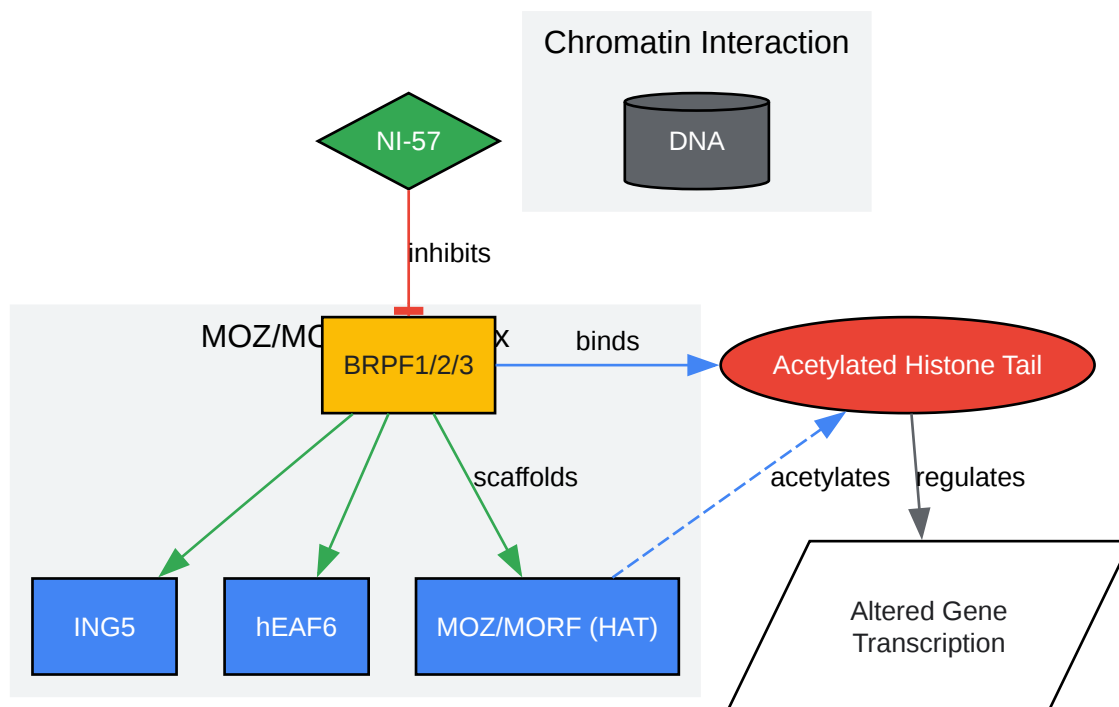 Chromatin Interaction
NI-57
DNA
inhibits
MOZ/MO
x
BRPF1/2/3
binds
Acetylated Histone Tail
scaffolds
acetylates
regulates
ING5
hEAF6
MOZ/MORF (HAT)
Altered Gene
Transcription